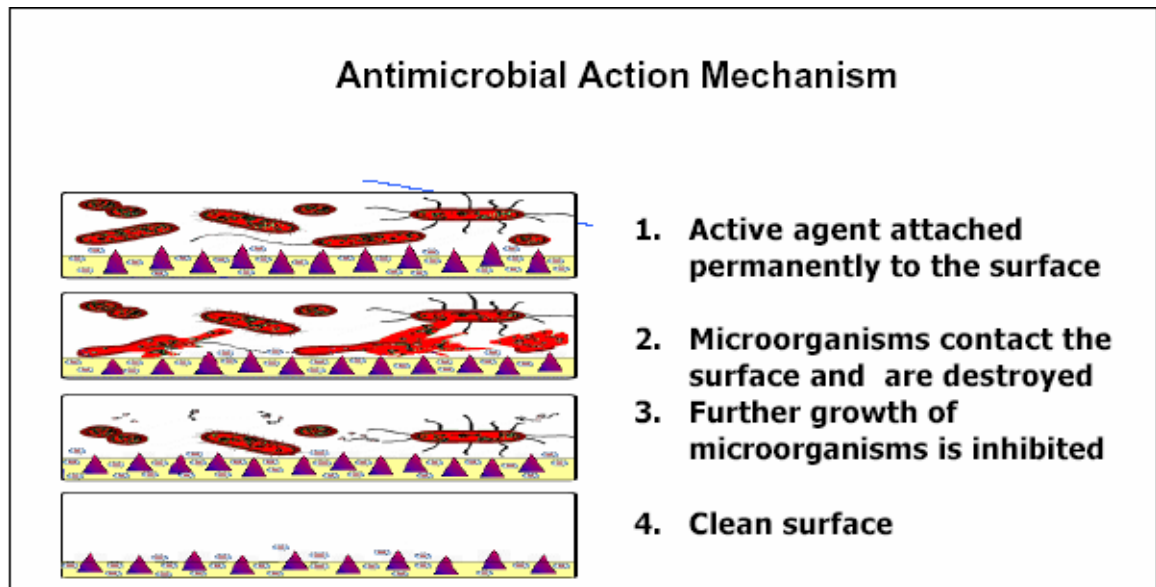 Antimicrobial Action Mechanism
1. Active agent attached
permanently to the surface
2. Microorganisms contact the
surface and are destroyed
3. Further growth of
microorganisms is inhibited
4. Clean surface